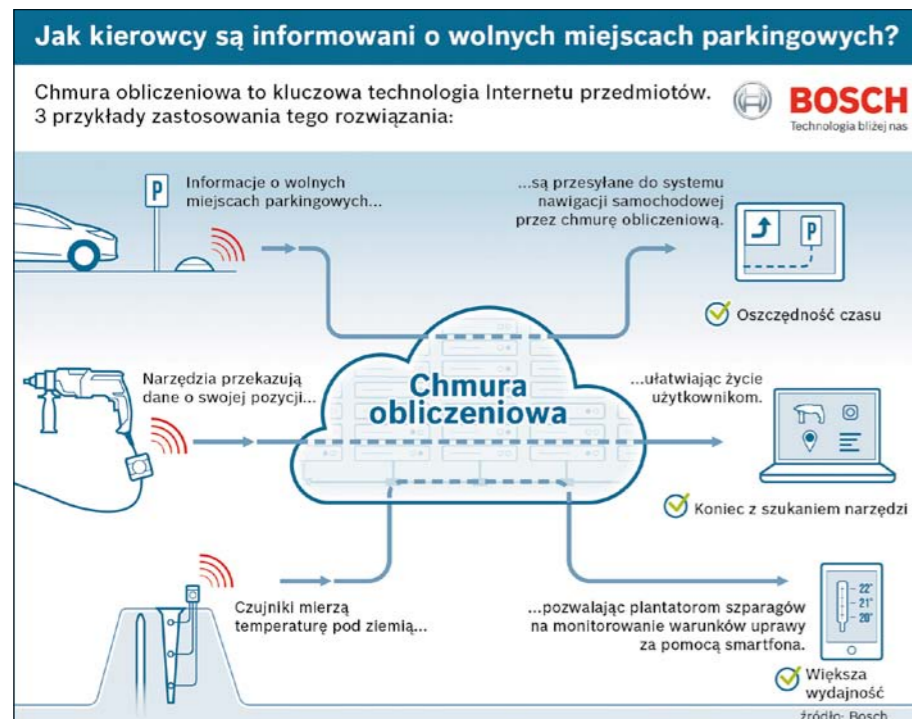 Jak kierowcy są informowani o wolnych miejscach parkingowych?
Chmura obliczeniowa to kluczowa technologia Internetu przedmiotów.
3 przykłady zastosowania tego rozwiązania:
BOSCH
Technologia bliżej nas
P
Informacje o wolnych
miejscach parkingowych...
...są przesyłane do systemu
nawigacji samochodowej
przez chmurę obliczeniową.
P
Oszczędność czasu
Narzędzia przekazują
dane o swojej pozycji...
Chmura
obliczeniowa
...ułatwiając życie
użytkownikom.
Koniec z szukaniem narzędzi
Czujniki mierzą
temperaturę pod ziemią...
...pozwalając plantatorom szparagów
na monitorowanie warunków uprawy
za pomocą smartfona.
22°
21°
20°
Większa
wydajność
źródło: Bosch